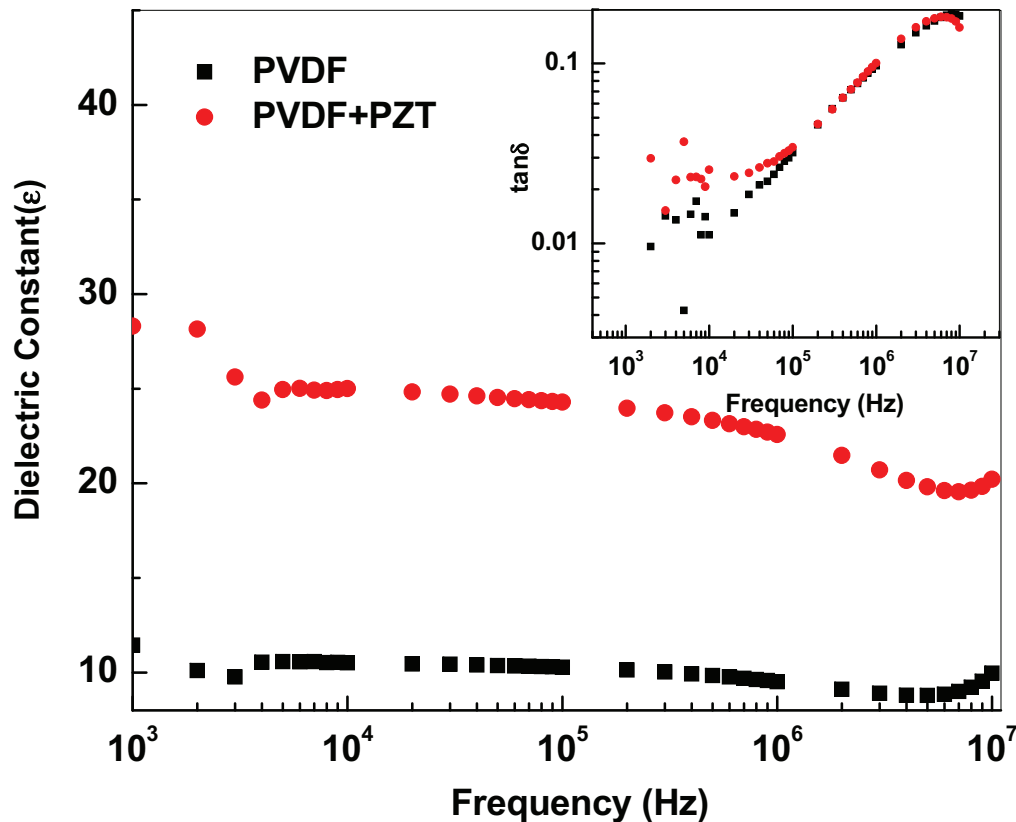 PVDF
PVDF+PZT
Dielectric Constant(ε)
40
30
20
10
10³ 10⁴ 10⁵ 10⁶ 10⁷
Frequency (Hz)
tanδ
0.1
0.01
10³ 10⁴ 10⁵ 10⁶ 10⁷
Frequency (Hz)